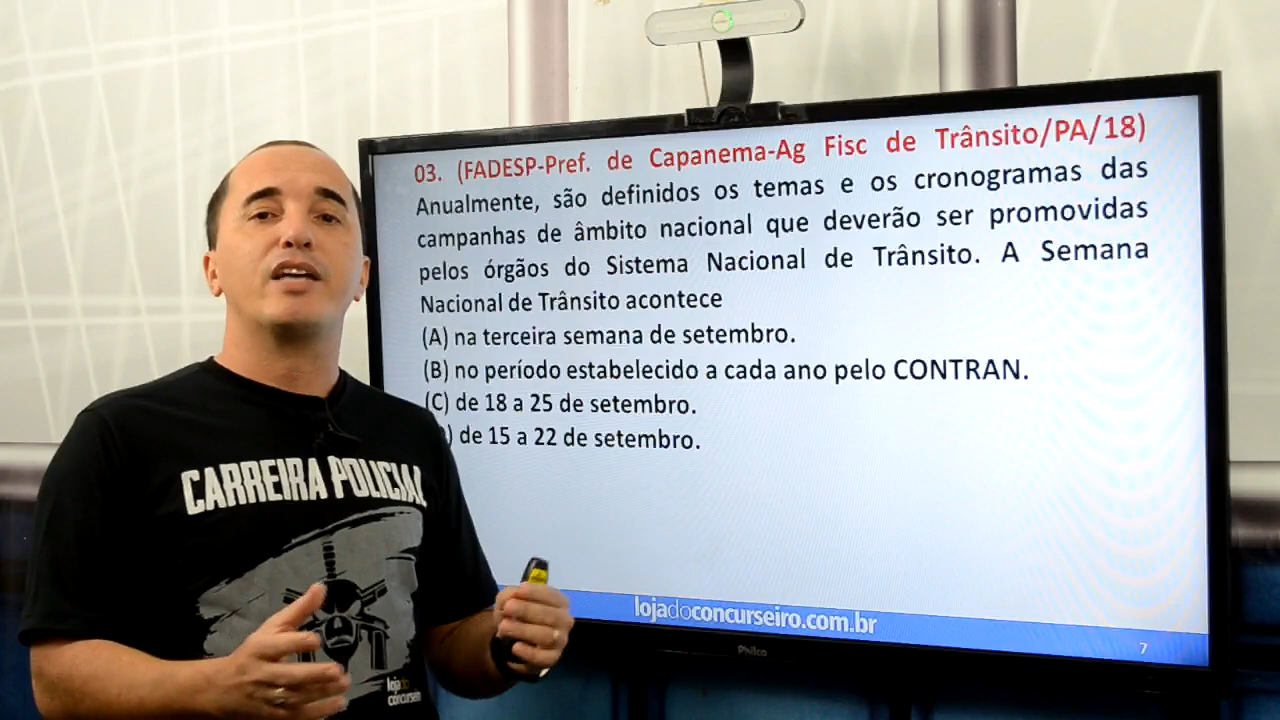 03. (FADESP-Pref. de Capanema-Ag Fisc de Trânsito/PA/18)
Anualmente, são definidos os temas e os cronogramas das
campanhas de âmbito nacional que deverão ser promovidas
pelos órgãos do Sistema Nacional de Trânsito. A Semana
Nacional de Trânsito acontece
(A) na terceira semana de setembro.
(B) no período estabelecido a cada ano pelo CONTRAN.
(C) de 18 a 25 de setembro.
) de 15 a 22 de setembro.
CARREIRA POLICIAL
lojado
concursei
lojadoconcurseiro.com.br
7
Philco